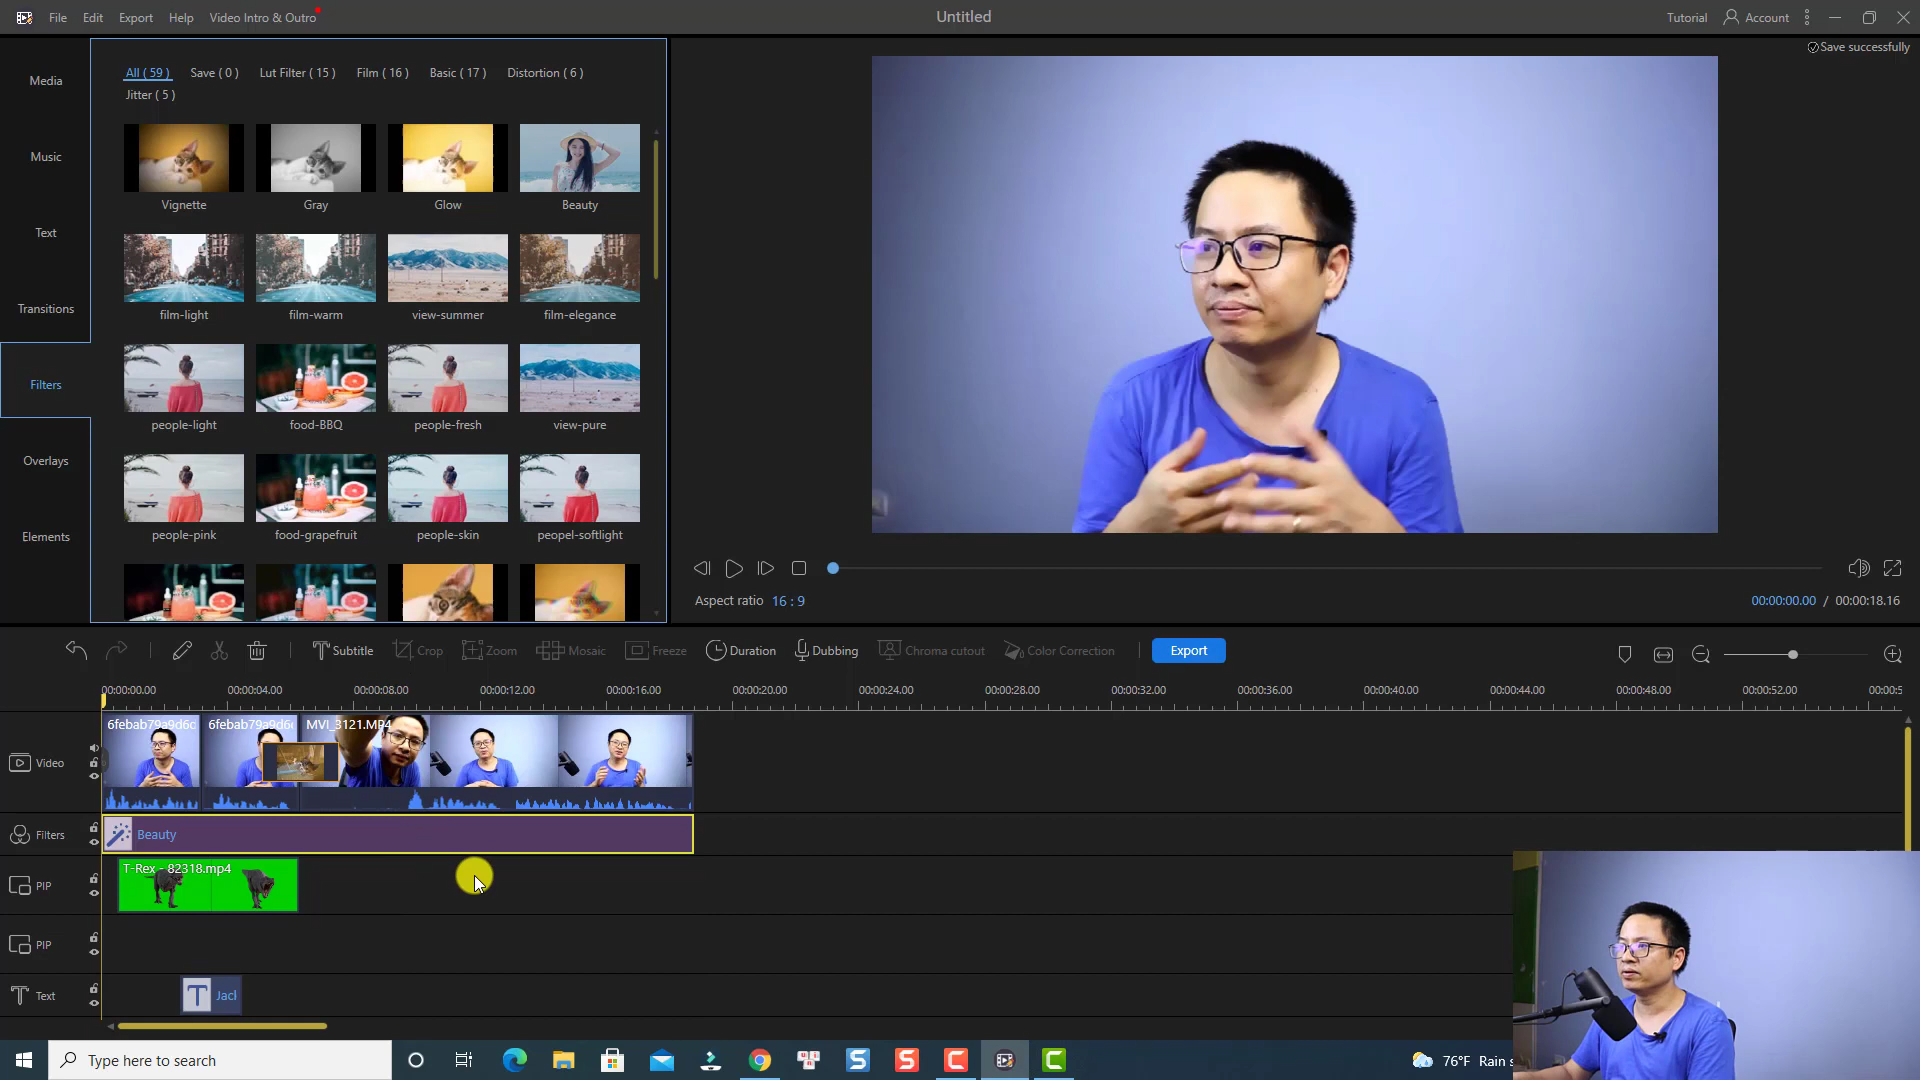 File Edit Export Help Video Intro & Outro
Untitled
Tutorial Account
Save successfully
Media
Music
Text
Transitions
Filters
Overlays
Elements
All ( 59 ) Save ( 0 ) Lut Filter ( 15 ) Film ( 16 ) Basic ( 17 ) Distortion ( 6 )
Jitter ( 5 )
Vignette Gray Glow Beauty
film-light film-warm view-summer film-elegance
people-light food-BBQ people-fresh view-pure
people-pink food-grapefruit people-skin peopel-softlight
Aspect ratio 16 : 9
00:00:00.00 / 00:00:18.16
Subtitle Crop Zoom Mosaic Freeze Duration Dubbing Chroma cutout Color Correction Export
00:00:00.00 00:00:04.00 00:00:08.00 00:00:12.00 00:00:16.00 00:00:20.00 00:00:24.00 00:00:28.00 00:00:32.00 00:00:36.00 00:00:40.00 00:00:44.00 00:00:48.00 00:00:52.00 00:00:5
6febab79a9d6c 6febab79a9d6 MVI_3121.MP4
Video
Filters Beauty
T-Rex - 82318.mp4
PIP
PIP
Text T Jacl
Type here to search
76°F Rain s